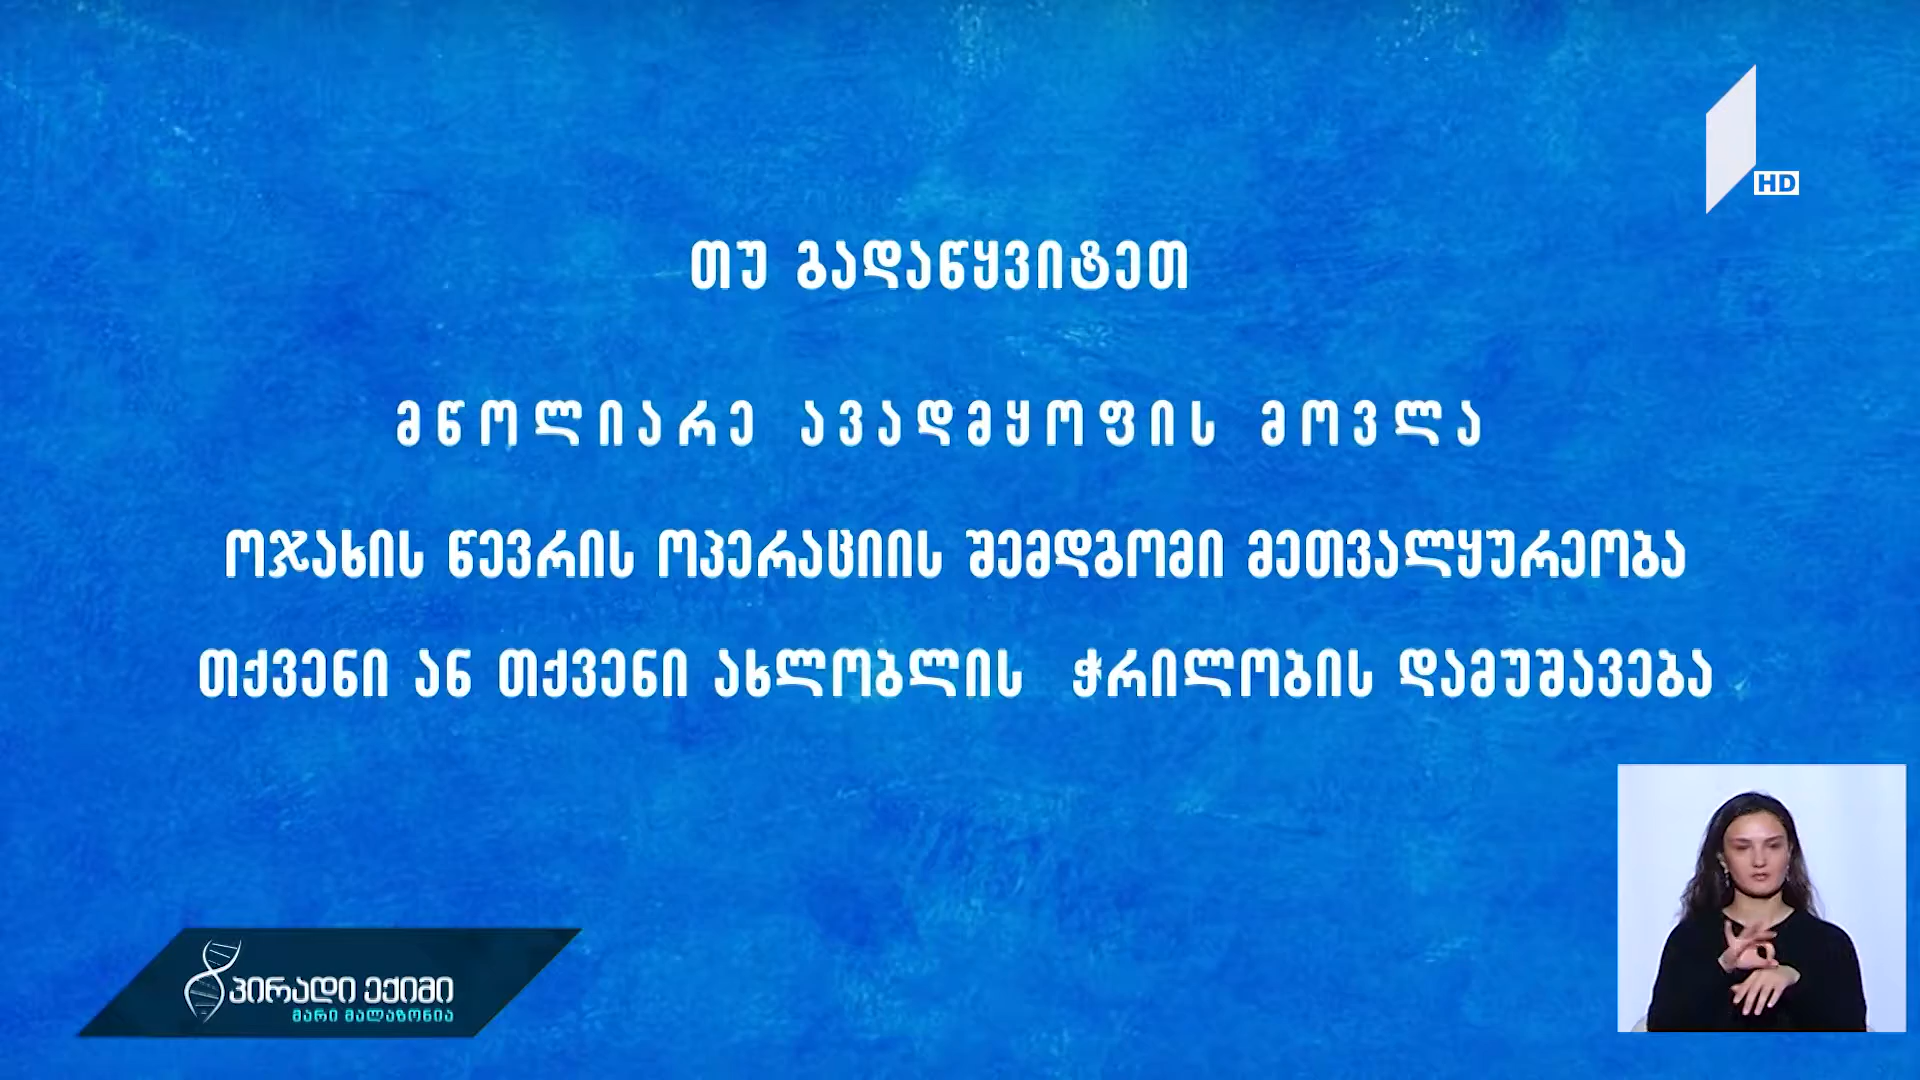 HD
თუ გადაწყვიტეთ
მწოლიარე ავადმყოფის მოვლა
ოჯახის წევრის ოპერაციის შემდგომი მეთვალყურეობა
თქვენი ან თქვენი ახლობლის ჭრილობის დამუშავება
პირადი ექიმი
მარი მალაზონია